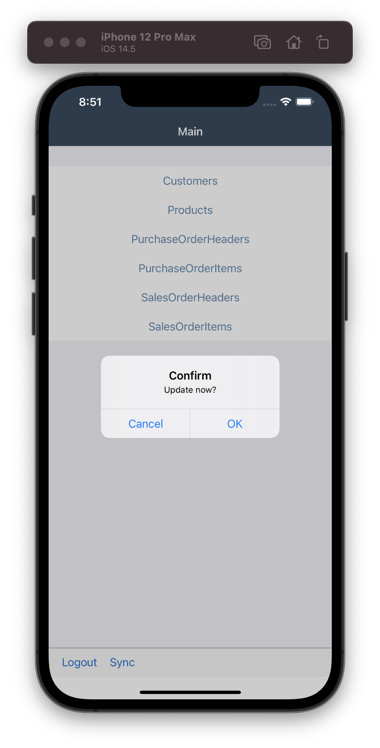 iPhone 12 Pro Max
iOS 14.5
8:51
Main
Customers
Products
PurchaseOrderHeaders
PurchaseOrderItems
SalesOrderHeaders
SalesOrderItems
Confirm
Update now?
Cancel OK
Logout Sync